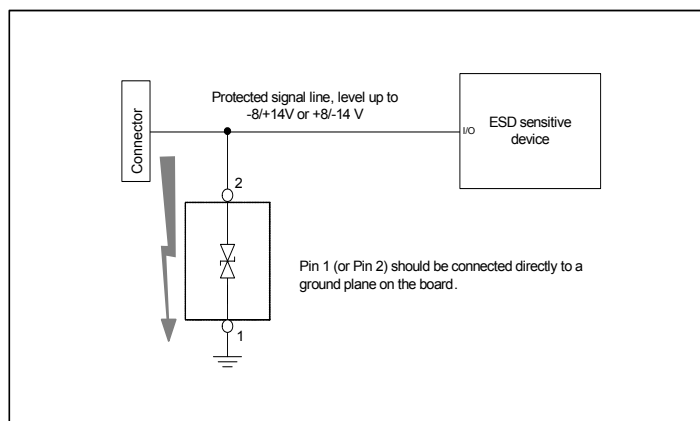 Connector
Protected signal line, level up to
-8/+14V or +8/-14 V
I/O
ESD sensitive
device
2
Pin 1 (or Pin 2) should be connected directly to a
ground plane on the board.
1